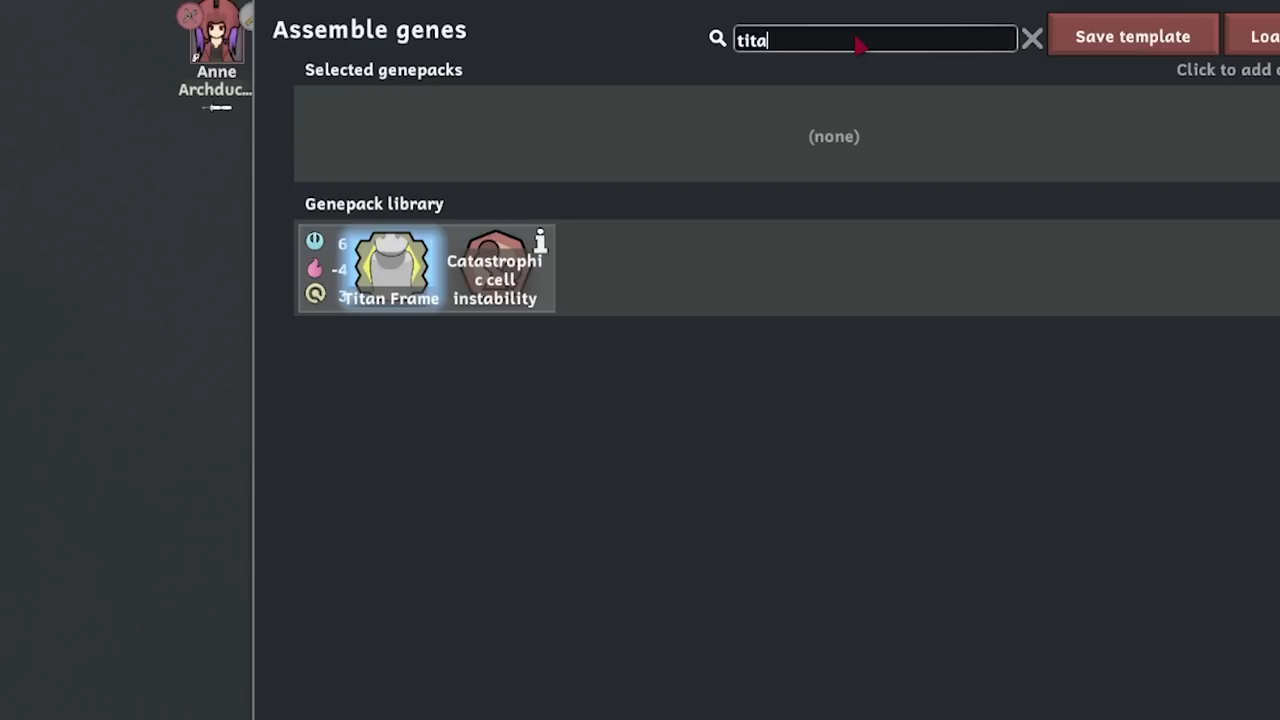 Assemble genes
tita
Save template
Loa
Anne
Archduc...
Selected genepacks
Click to add
(none)
Genepack library
6
-4
3
Titan Frame
Catastrophi
c cell
instability